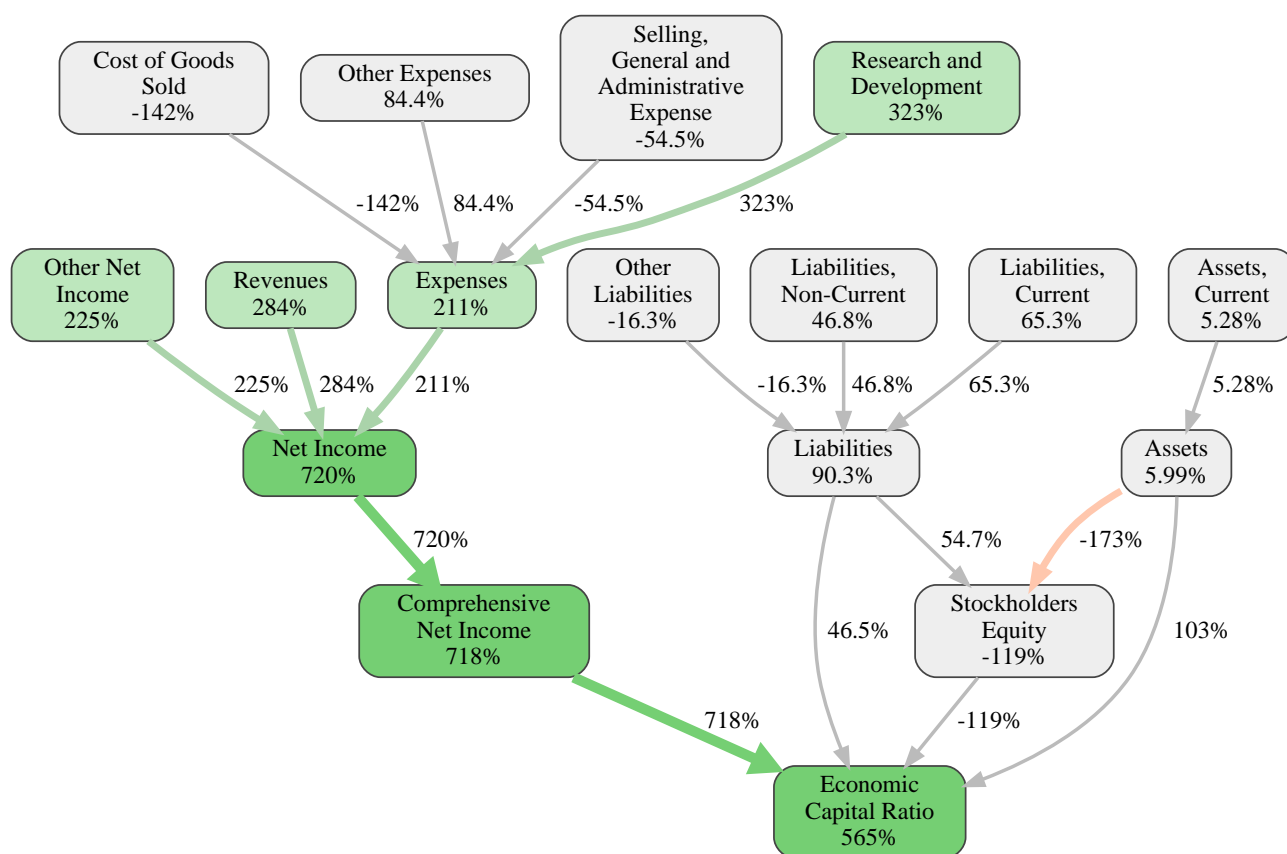 Cost of Goods
Sold
-142%
Other Expenses
84.4%
Selling,
General and
Administrative
Expense
-54.5%
Research and
Development
323%
-142%
84.4%
-54.5%
323%
Other Net
Income
225%
Revenues
284%
Expenses
211%
Other
Liabilities
-16.3%
Liabilities,
Non-Current
46.8%
Liabilities,
Current
65.3%
Assets,
Current
5.28%
225%
284%
211%
-16.3%
46.8%
65.3%
5.28%
Net Income
720%
Liabilities
90.3%
Assets
5.99%
720%
54.7%
-173%
Comprehensive
Net Income
718%
46.5%
Stockholders
Equity
-119%
103%
718%
-119%
Economic
Capital Ratio
565%